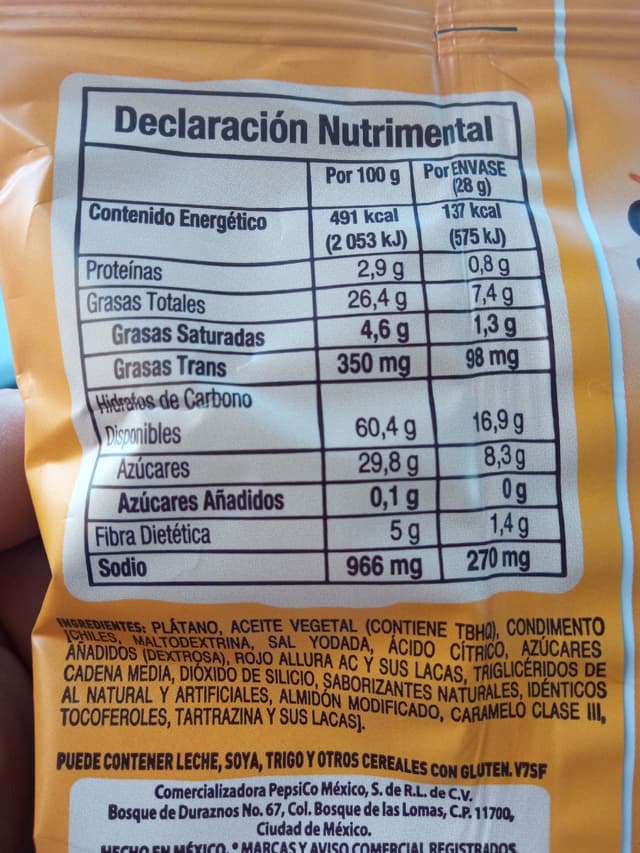 Declaración Nutrimental
Por 100 g Por ENVASE
(28 g)
Contenido Energético 491 kcal 137 kcal
(2 053 kJ) (575 kJ)
Proteínas 2,9 g 0,8 g
Grasas Totales 26,4 g 7,4 g
Grasas Saturadas 4,6 g 1,3 g
Grasas Trans 350 mg 98 mg
Hidratos de Carbono
Disponibles 60,4 g 16,9 g
Azúcares 29,8 g 8,3 g
Azúcares Añadidos 0,1 g 0 g
Fibra Dietética 5 g 1,4 g
Sodio 966 mg 270 mg
INGREDIENTES: PLÁTANO, ACEITE VEGETAL (CONTIENE TBHQ), CONDIMENTO
[CHILES, MALTODEXTRINA, SAL YODADA, ÁCIDO CÍTRICO, AZÚCARES
AÑADIDOS (DEXTROSA), ROJO ALLURA AC Y SUS LACAS, TRIGLICÉRIDOS DE
CADENA MEDIA, DIÓXIDO DE SILICIO, SABORIZANTES NATURALES, IDÉNTICOS
AL NATURAL Y ARTIFICIALES, ALMIDÓN MODIFICADO, CARAMELO CLASE III,
TOCOFEROLES, TARTRAZINA Y SUS LACAS].
PUEDE CONTENER LECHE, SOYA, TRIGO Y OTROS CEREALES CON GLUTEN. V7SF
Comercializadora PepsiCo México, S. de R.L. de C.V.
Bosque de Duraznos No. 67, Col. Bosque de las Lomas, C.P. 11700,
Ciudad de México.
HECHO EN MÉXICO. ® MARCAS Y AVISO COMERCIAL REGISTRADOS